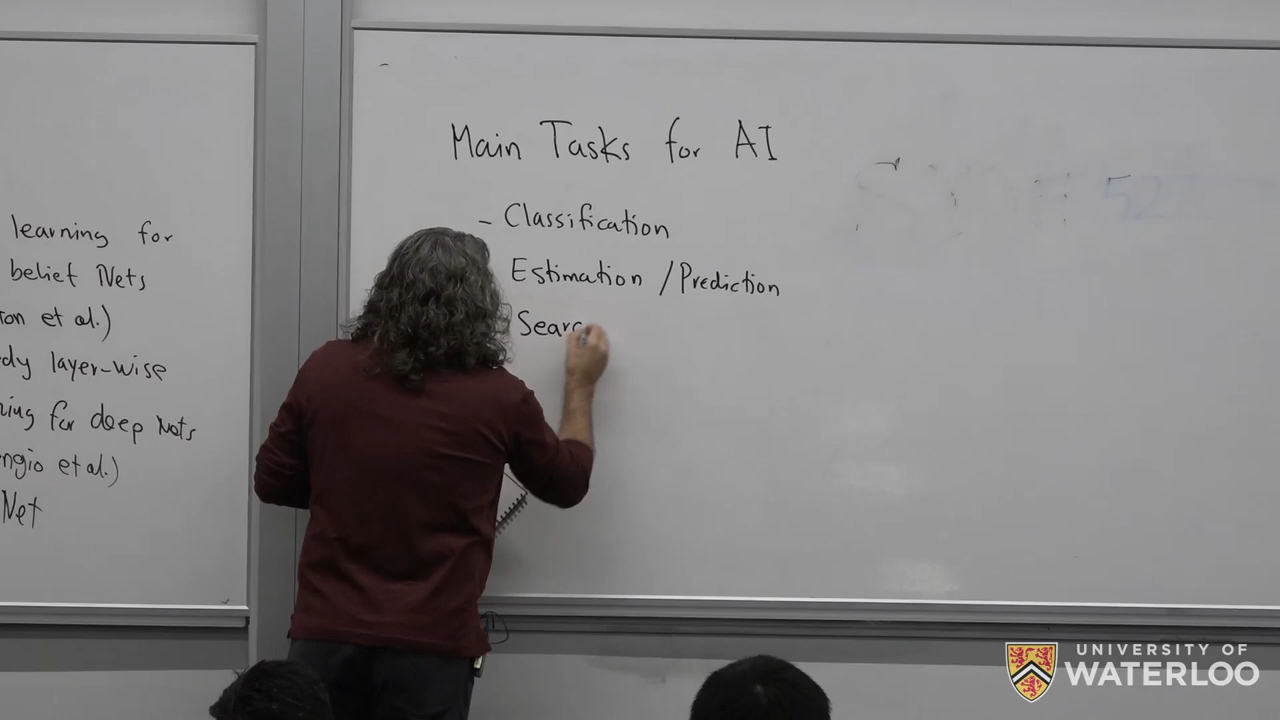 learning for
belief Nets
on et al.)
dy layer-wise
ing for deep Nets
ngio et al.)
Net
Main Tasks for AI
- Classification
Estimation / Prediction
Searc
UNIVERSITY OF
WATERLOO